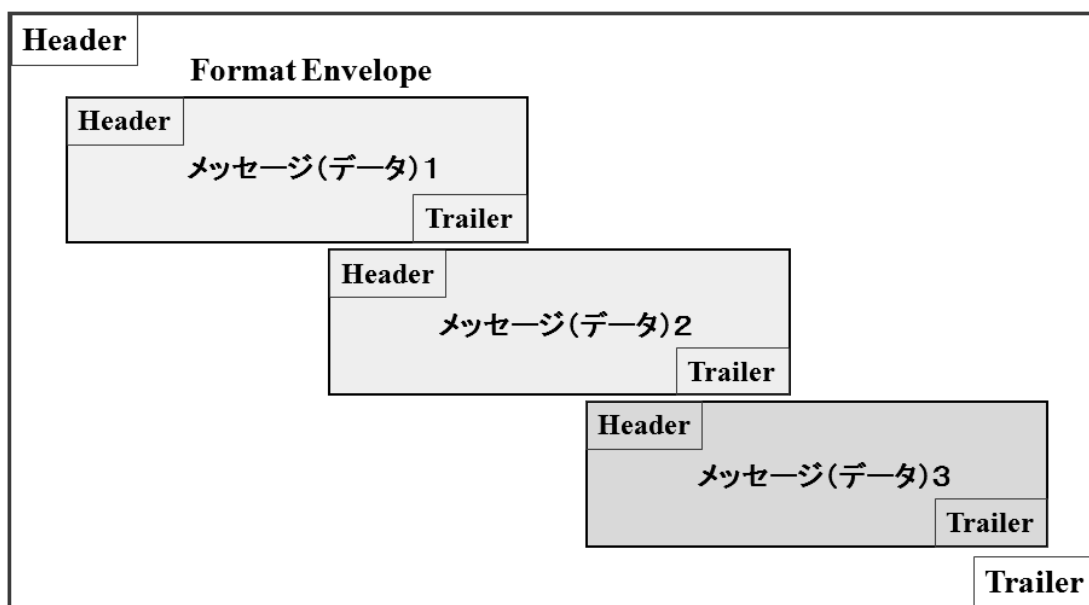 Header
Format Envelope
Header
メッセージ(データ)1
Trailer
Header
メッセージ(データ)2
Trailer
Header
メッセージ(データ)3
Trailer
Trailer